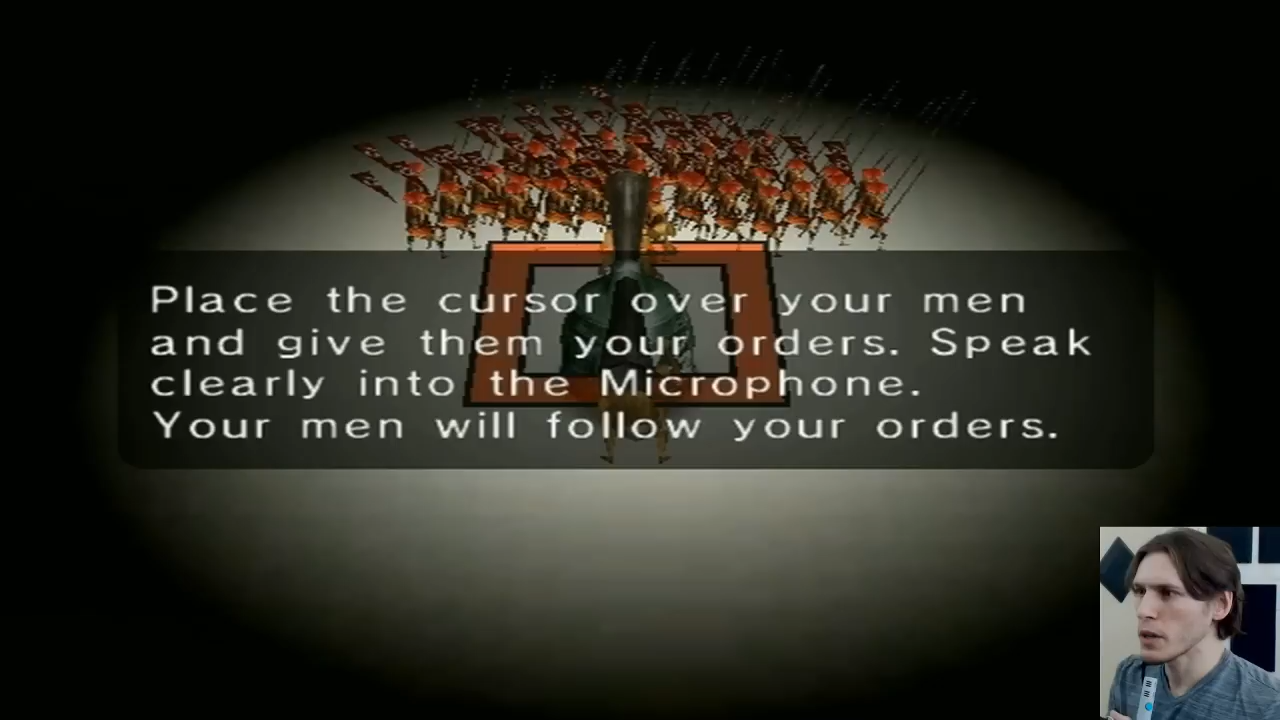 Place the cursor over your men
and give them your orders. Speak
clearly into the Microphone.
Your men will follow your orders.